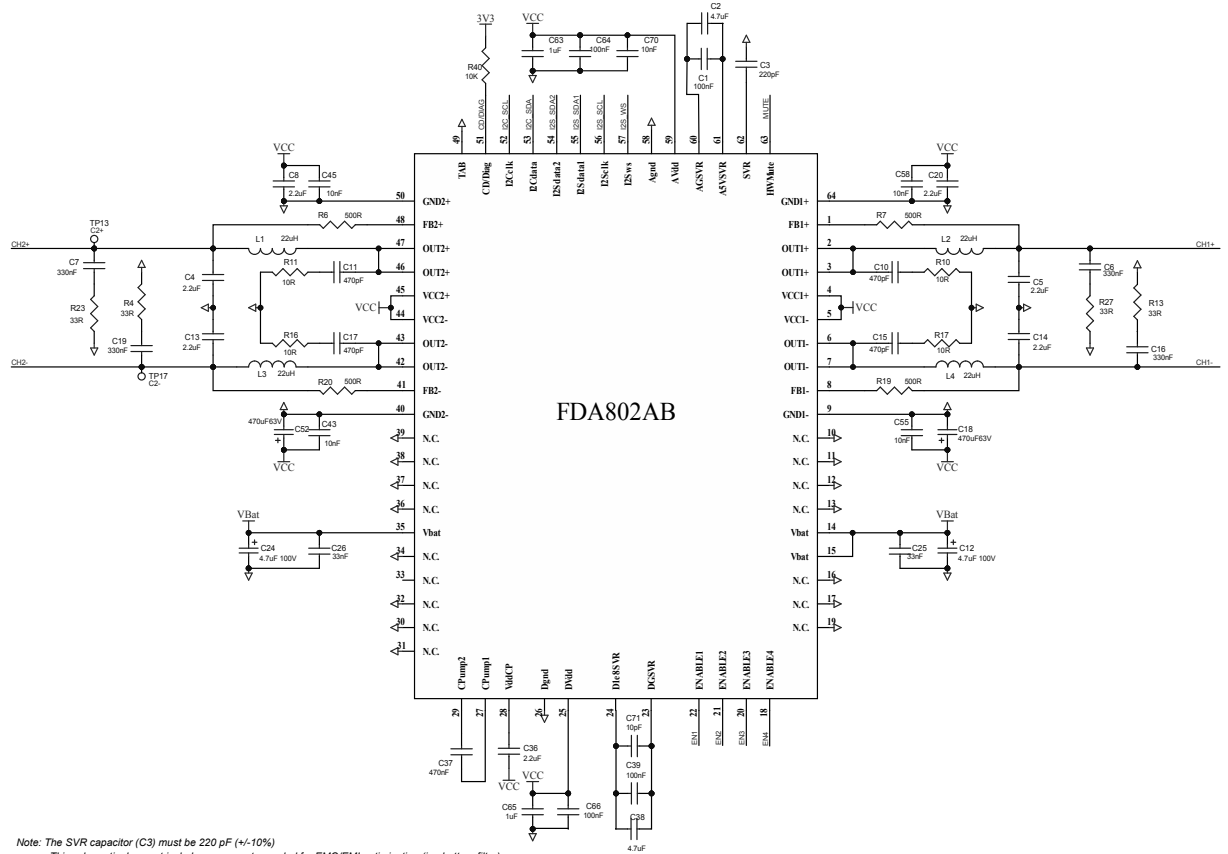 C2
4.7uF
3V3
VCC
C63
1uF
C64
100nF
C70
10nF
R40
10K
C1
100nF
C3
220pF
CD/DIAG
I2C_SCL
I2C_SDA
I2S_SDA2
I2S_SDA1
I2S_SCL
I2S_WS
MUTE
49
51
52
53
54
55
56
57
58
59
60
61
62
63
TAB
CD/Diag
I2Cclk
I2Cdata
I2Sdata2
I2Sdata1
I2Sclk
I2Sws
Agnd
AVdd
AGSVR
A5VSVR
SVR
HWMute
VCC
C8
2.2uF
C45
10nF
50
GND2+
R6
500R
48
FB2+
TP13
C2+
CH2+
L1
22uH
47
OUT2+
C7
330nF
R11
10R
C11
470pF
46
OUT2+
C4
2.2uF
R23
33R
R4
33R
VCC
45
VCC2+
44
VCC2-
C19
330nF
C13
2.2uF
R16
10R
C17
470pF
43
OUT2-
CH2-
TP17
C2-
L3
22uH
42
OUT2-
R20
500R
41
FB2-
470uF63V
C52
C43
10nF
VCC
40
GND2-
39
N.C.
38
N.C.
37
N.C.
36
N.C.
VBat
C24
4.7uF 100V
C26
33nF
35
Vbat
34
N.C.
33
N.C.
32
N.C.
30
N.C.
31
N.C.
FDA802AB
VCC
C58
10nF
C20
2.2uF
GND1+
64
FB1+
1
R7
500R
OUT1+
2
L2
22uH
CH1+
OUT1+
3
C10
470pF
R10
10R
C5
2.2uF
C6
330nF
R27
33R
R13
33R
VCC1+
4
VCC
VCC1-
5
OUT1-
6
C15
470pF
R17
10R
C14
2.2uF
C16
330nF
OUT1-
7
L4
22uH
CH1-
FB1-
8
R19
500R
GND1-
9
C55
10nF
C18
470uF63V
VCC
N.C.
10
N.C.
11
N.C.
12
N.C.
13
VBat
Vbat
14
Vbat
15
C25
33nF
C12
4.7uF 100V
N.C.
16
N.C.
17
N.C.
19
CPump2
CPump1
VddCP
Dgnd
DVdd
D1e8SVR
DGSVR
ENABLE1
ENABLE2
ENABLE3
ENABLE4
29
27
28
26
25
24
23
22
21
20
18
EN1
EN2
EN3
EN4
C37
470nF
C36
2.2uF
VCC
VCC
C65
1uF
C66
100nF
C71
10pF
C39
100nF
C38
4.7uF
Note: The SVR capacitor (C3) must be 220 pF (+/-10%)